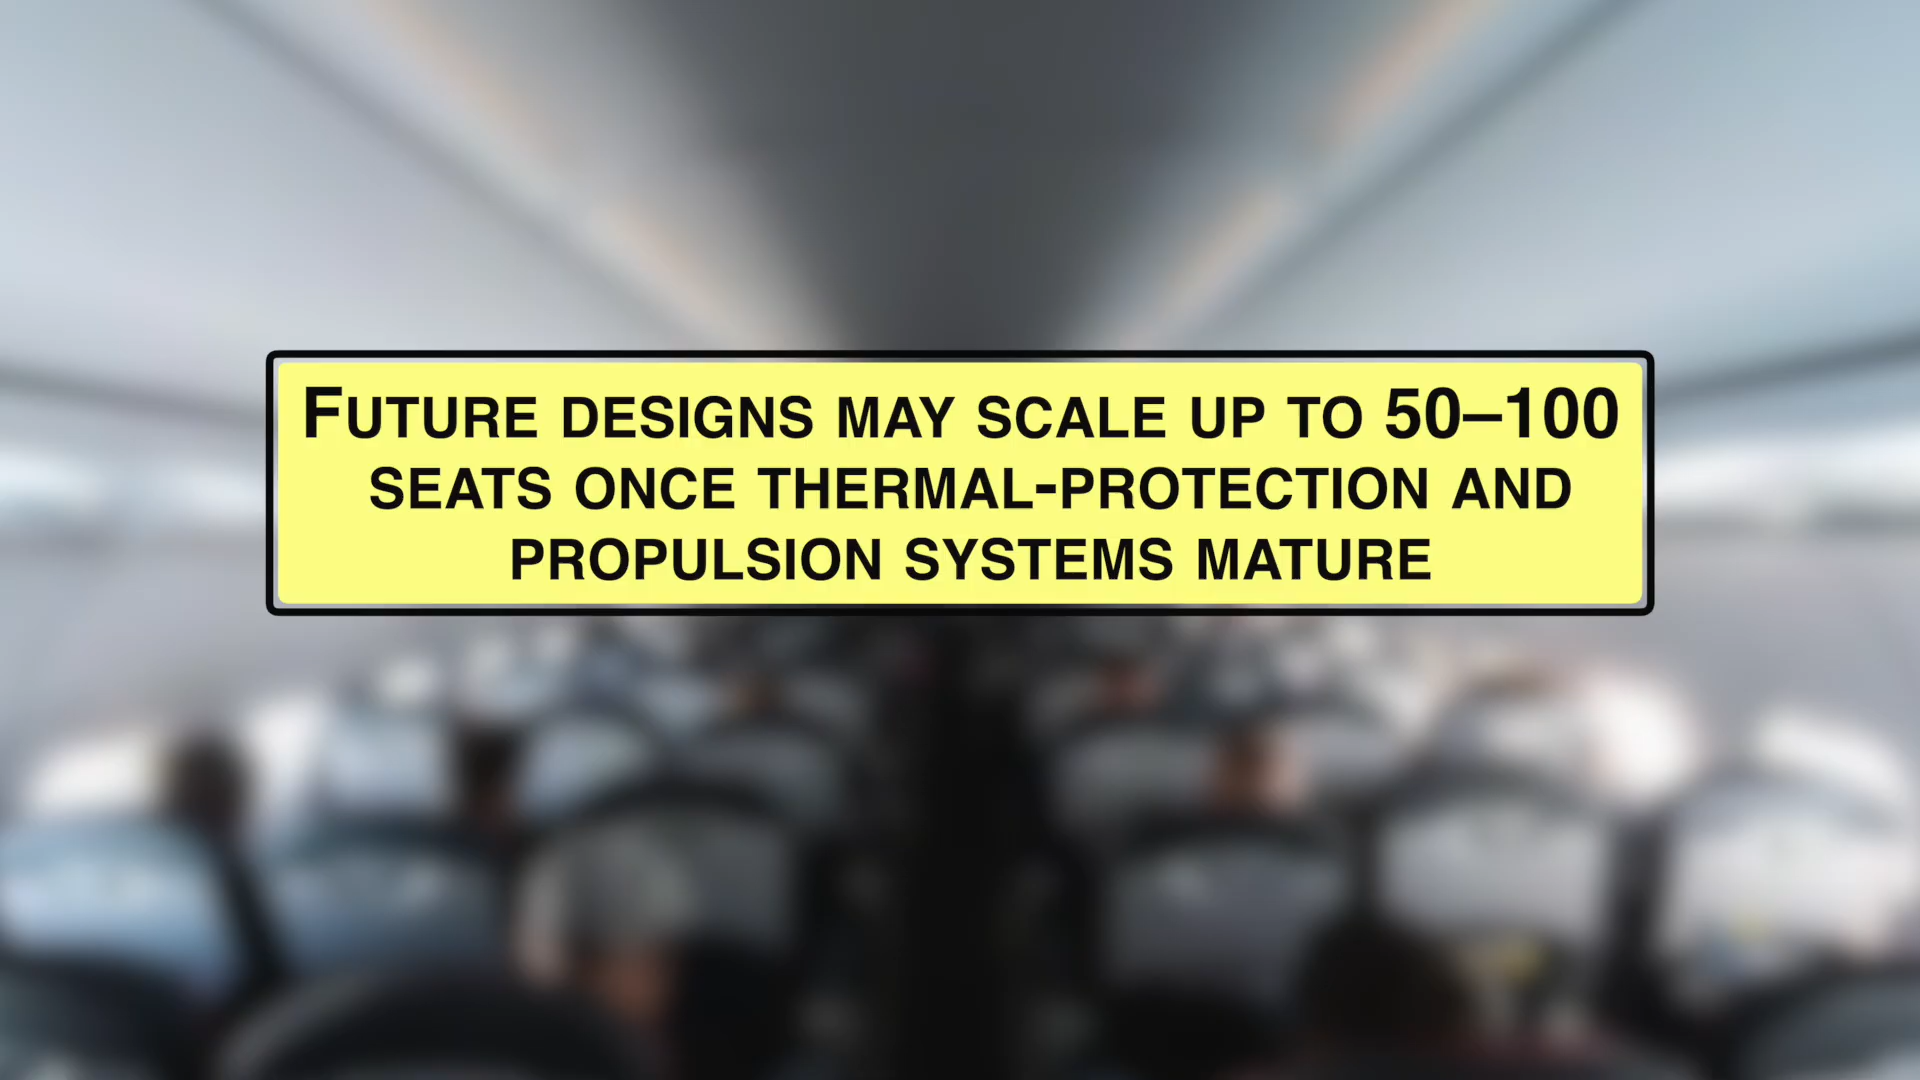 Future designs may scale up to 50–100
seats once thermal-protection and
propulsion systems mature